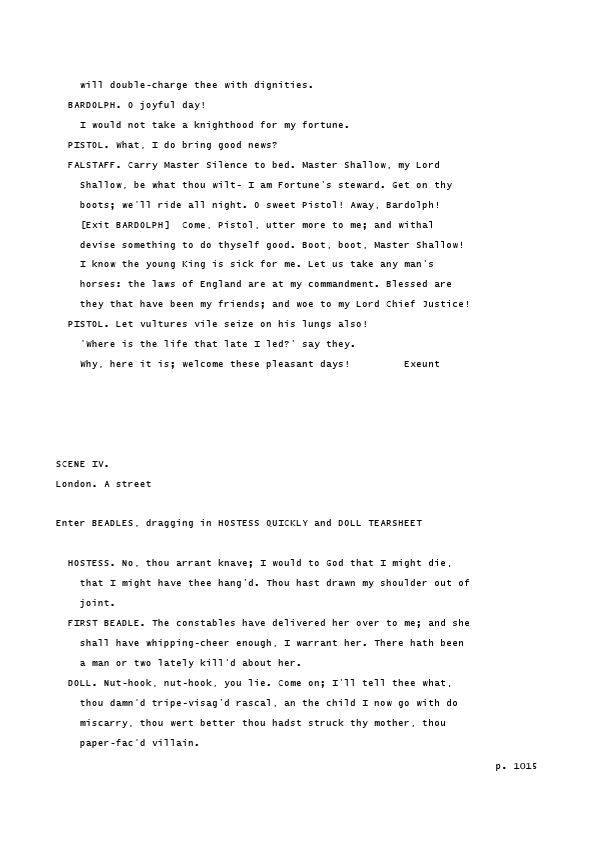 will double-charge thee with dignities.
BARDOLPH. O joyful day!
I would not take a knighthood for my fortune.
PISTOL. What, I do bring good news?
FALSTAFF. Carry Master Silence to bed. Master Shallow, my Lord
Shallow, be what thou wilt- I am Fortune's steward. Get on thy
boots; we'll ride all night. O sweet Pistol! Away, Bardolph!
[Exit BARDOLPH]  Come, Pistol, utter more to me; and withal
devise something to do thyself good. Boot, boot, Master Shallow!
I know the young King is sick for me. Let us take any man's
horses: the laws of England are at my commandment. Blessed are
they that have been my friends; and woe to my Lord Chief Justice!
PISTOL. Let vultures vile seize on his lungs also!
'Where is the life that late I led?' say they.
Why, here it is; welcome these pleasant days!         Exeunt
SCENE IV.
London. A street
Enter BEADLES, dragging in HOSTESS QUICKLY and DOLL TEARSHEET
HOSTESS. No, thou arrant knave; I would to God that I might die,
that I might have thee hang'd. Thou hast drawn my shoulder out of
joint.
FIRST BEADLE. The constables have delivered her over to me; and she
shall have whipping-cheer enough, I warrant her. There hath been
a man or two lately kill'd about her.
DOLL. Nut-hook, nut-hook, you lie. Come on; I'll tell thee what,
thou damn'd tripe-visag'd rascal, an the child I now go with do
miscarry, thou wert better thou hadst struck thy mother, thou
paper-fac'd villain.
p. 1015